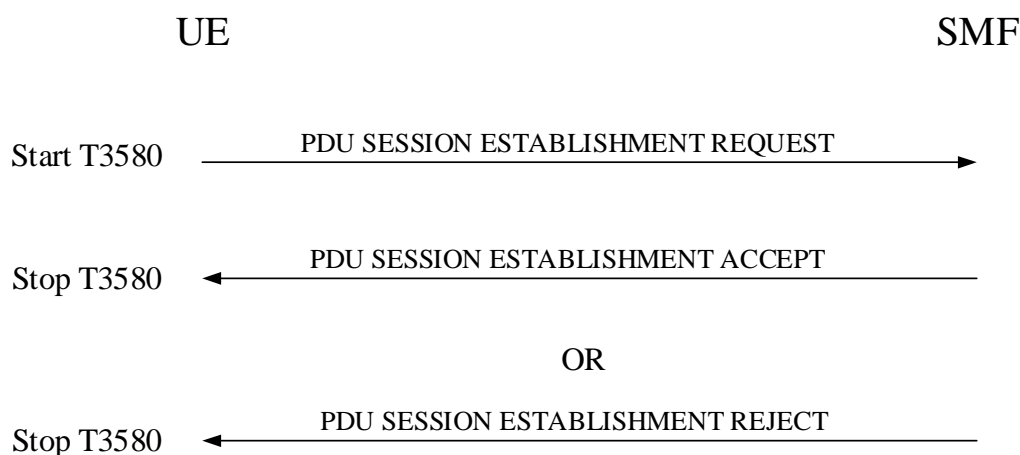 UE SMF
Start T3580 PDU SESSION ESTABLISHMENT REQUEST
Stop T3580 PDU SESSION ESTABLISHMENT ACCEPT
OR
Stop T3580 PDU SESSION ESTABLISHMENT REJECT